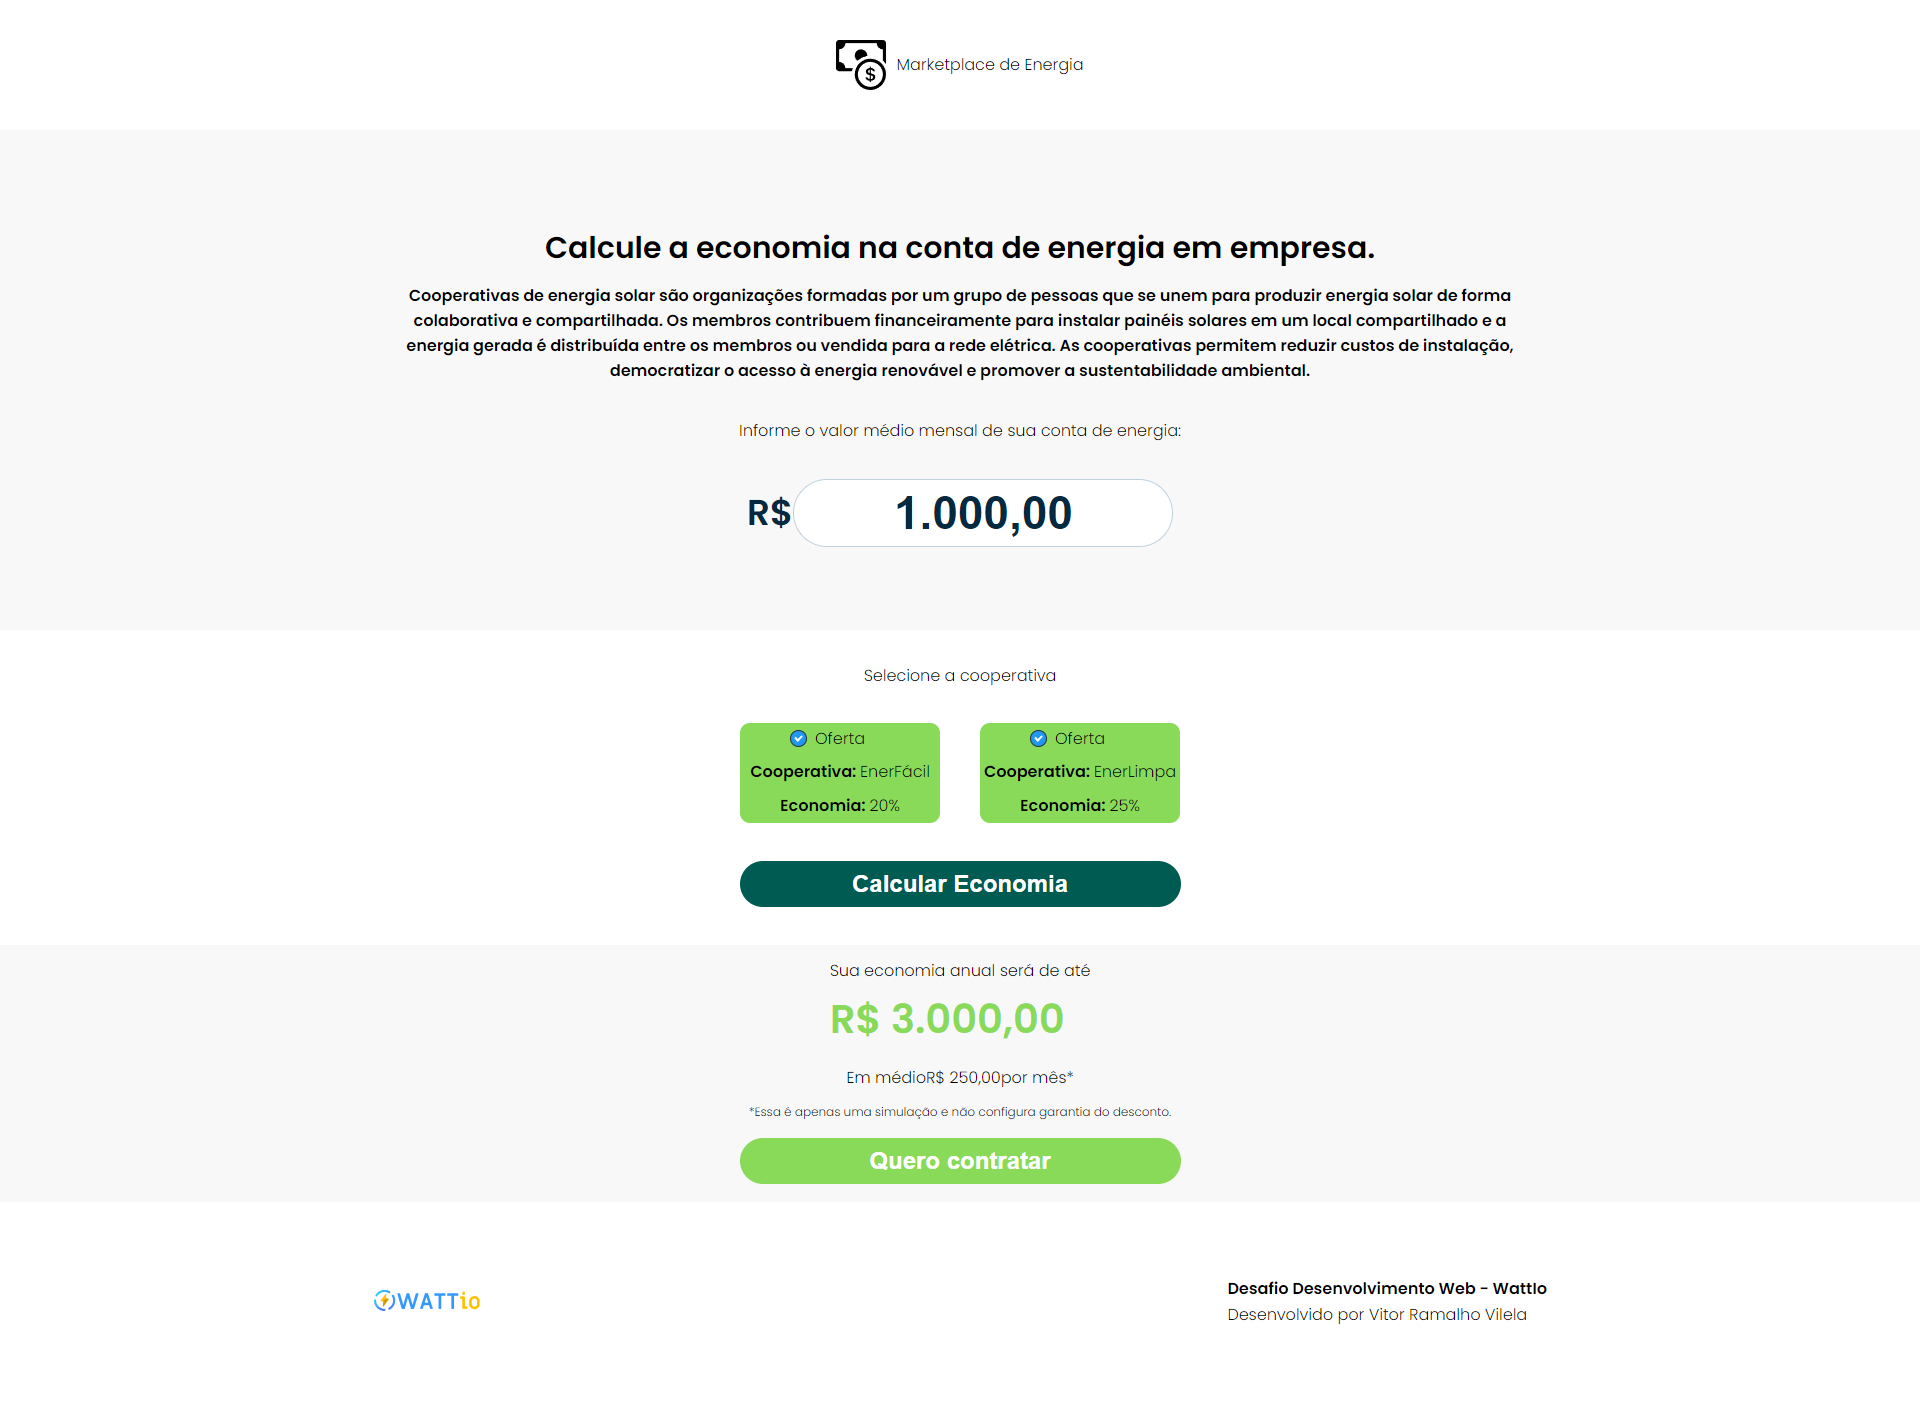 $
Marketplace de Energia
Calcule a economia na conta de energia em empresa.
Cooperativas de energia solar são organizações formadas por um grupo de pessoas que se unem para produzir energia solar de forma
colaborativa e compartilhada. Os membros contribuem financeiramente para instalar painéis solares em um local compartilhado e a
energia gerada é distribuída entre os membros ou vendida para a rede elétrica. As cooperativas permitem reduzir custos de instalação,
democratizar o acesso à energia renovável e promover a sustentabilidade ambiental.
Informe o valor médio mensal de sua conta de energia:
R$ 1.000,00
Selecione a cooperativa
Oferta
Cooperativa: EnerFácil
Economia: 20%
Oferta
Cooperativa: EnerLimpa
Economia: 25%
Calcular Economia
Sua economia anual será de até
R$ 3.000,00
Em médioR$ 250,00por mês*
*Essa é apenas uma simulação e não configura garantia do desconto.
Quero contratar
WATTio
Desafio Desenvolvimento Web - WattIo
Desenvolvido por Vitor Ramalho Vilela